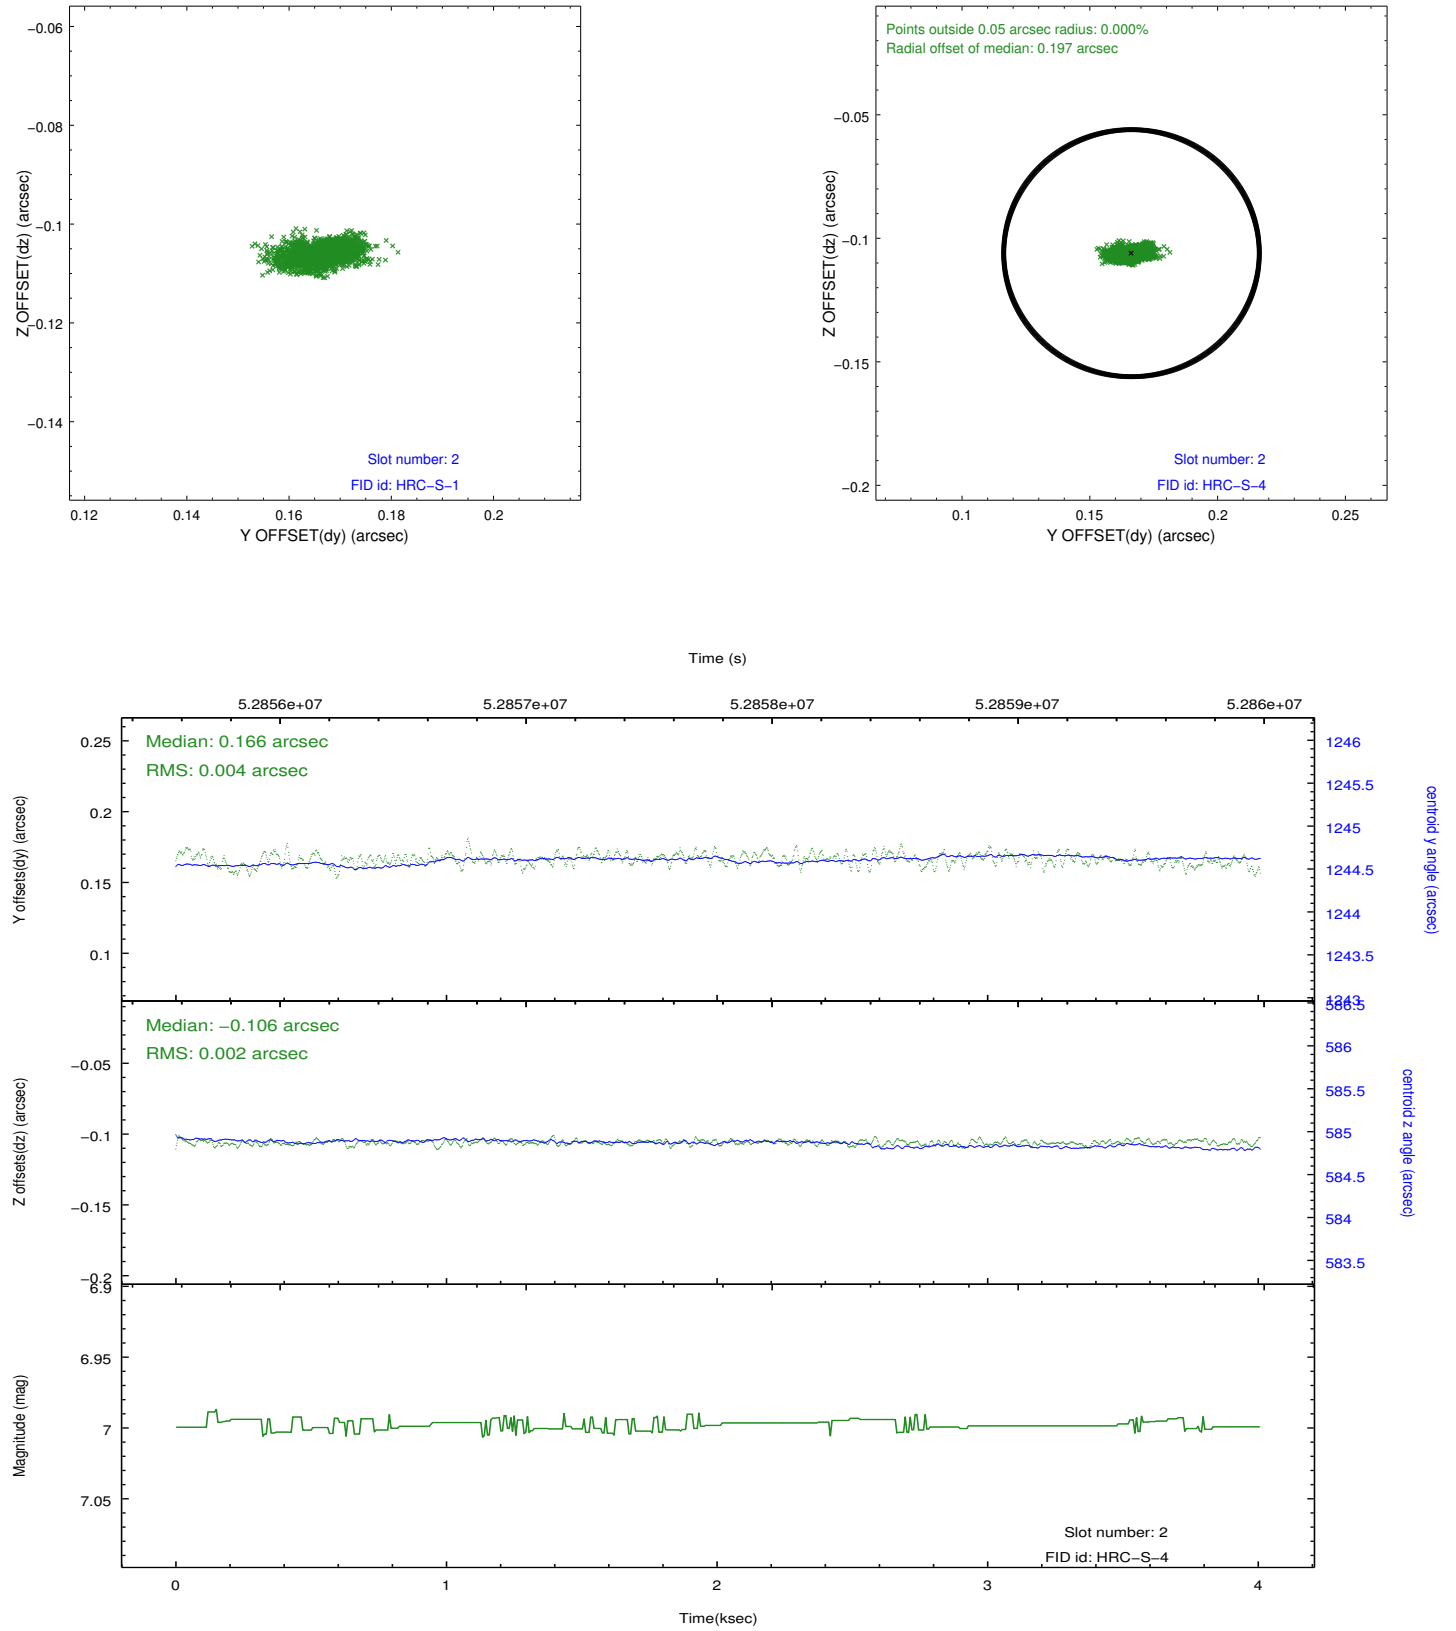 −0.06
−0.08
−0.1
−0.12
−0.14
Z OFFSET(dz) (arcsec)
Slot number: 2
FID id: HRC−S−1
0.12 0.14 0.16 0.18 0.2
Y OFFSET(dy) (arcsec)
Points outside 0.05 arcsec radius: 0.000%
Radial offset of median: 0.197 arcsec
−0.05
−0.1
−0.15
−0.2
Z OFFSET(dz) (arcsec)
Slot number: 2
FID id: HRC−S−4
0.1 0.15 0.2 0.25
Y OFFSET(dy) (arcsec)
Time (s)
5.2856e+07 5.2857e+07 5.2858e+07 5.2859e+07 5.286e+07
Median: 0.166 arcsec
RMS: 0.004 arcsec
0.25
0.2
0.15
0.1
Y offsets(dy) (arcsec)
1246
1245.5
1245
1244.5
1244
1243.5
1243
centroid y angle (arcsec)
Median: −0.106 arcsec
RMS: 0.002 arcsec
−0.05
−0.1
−0.15
−0.2
Z offsets(dz) (arcsec)
586.5
586
585.5
585
584.5
584
583.5
centroid z angle (arcsec)
6.9
6.95
7
7.05
Magnitude (mag)
Slot number: 2
FID id: HRC−S−4
0 1 2 3 4
Time(ksec)